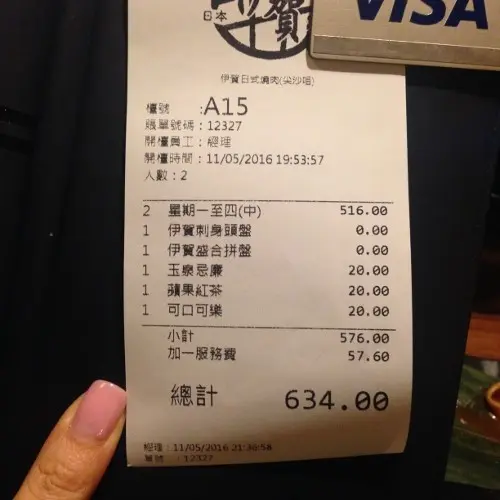 日本
賀
VISA
伊賀日式燒肉(尖沙咀)
檯號 :A15
賬單號碼：12327
開檯員工：經理
開檯時間：11/05/2016 19:53:57
人數：2
2 星期一至四(中) 516.00
1 伊賀刺身頭盤 0.00
1 伊賀盛合拼盤 0.00
1 玉泉忌廉 20.00
1 蘋果紅茶 20.00
1 可口可樂 20.00
小計 576.00
加一服務費 57.60
總計 634.00
經理：11/05/2016 21:30:58
單號 ：12327